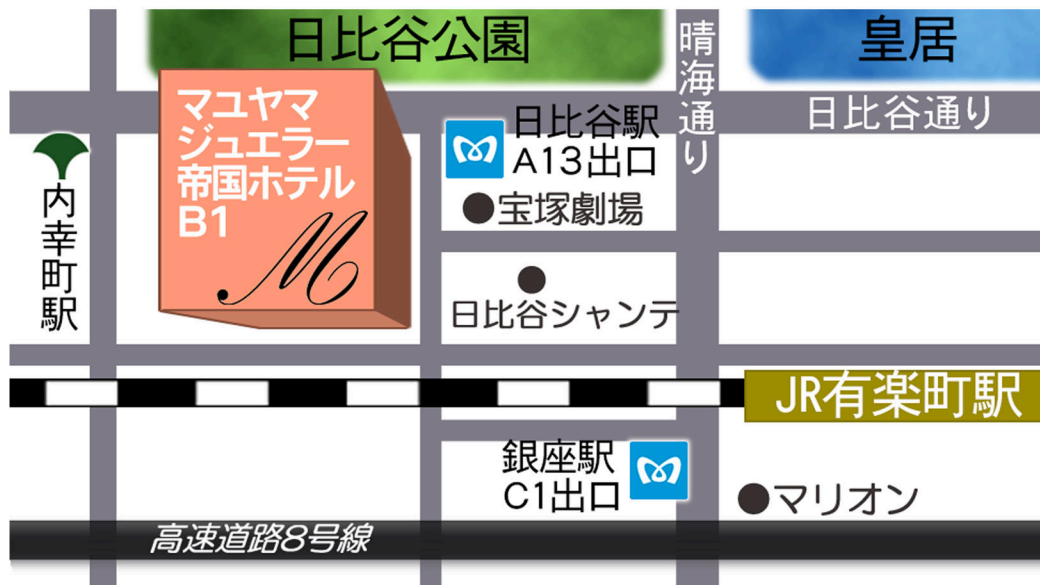 日比谷公園
皇居
晴海通り
日比谷通り
マユヤマ
ジュエラー
帝国ホテル
B1
M
日比谷駅
A13出口
宝塚劇場
内幸町駅
日比谷シャンテ
JR有楽町駅
銀座駅
C1出口
マリオン
高速道路8号線